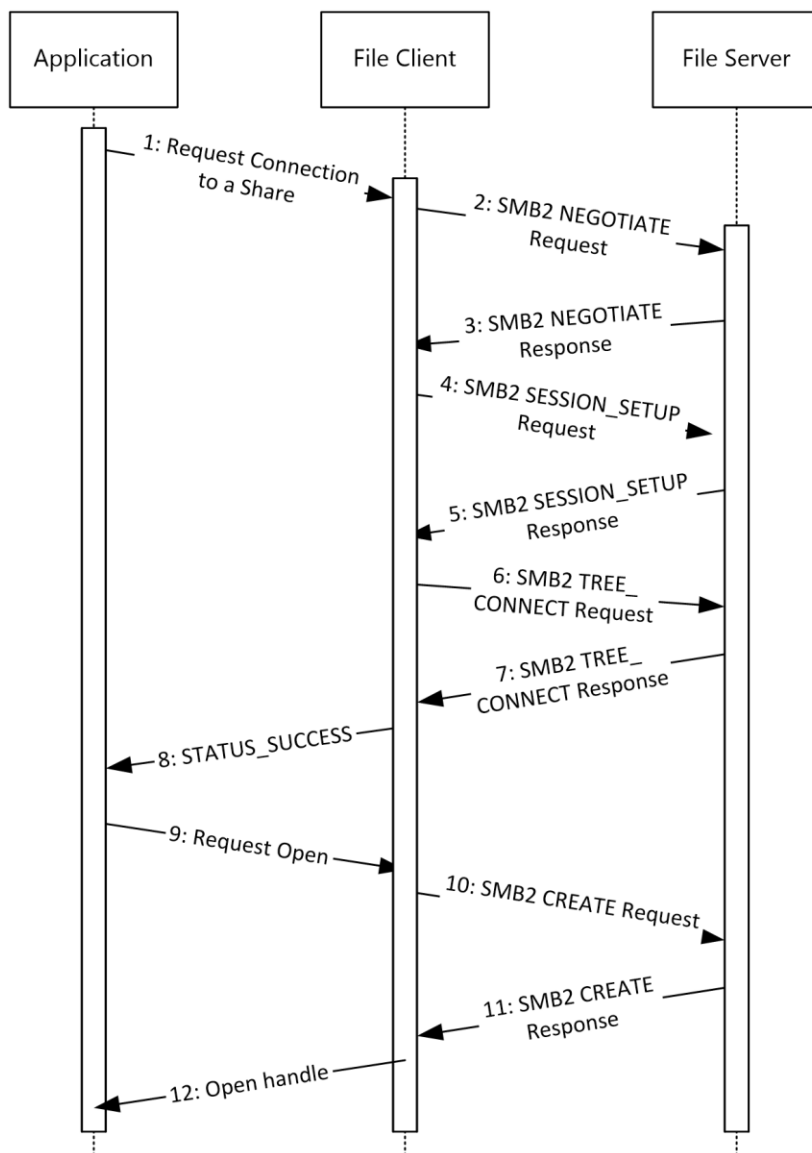 Application
File Client
File Server
1: Request Connection
to a Share
2: SMB2 NEGOTIATE
Request
3: SMB2 NEGOTIATE
Response
4: SMB2 SESSION_SETUP
Request
5: SMB2 SESSION_SETUP
Response
6: SMB2 TREE_
CONNECT Request
7: SMB2 TREE_
CONNECT Response
8: STATUS_SUCCESS
9: Request Open
10: SMB2 CREATE Request
11: SMB2 CREATE
Response
12: Open handle